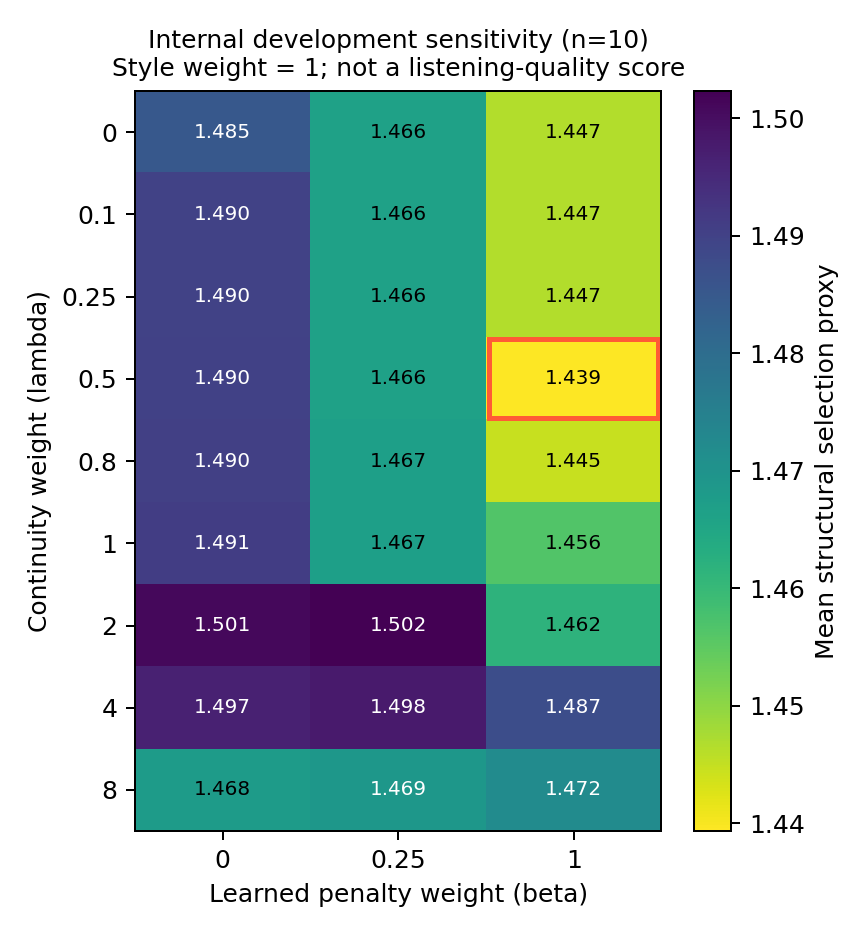 Internal development sensitivity (n=10)
Style weight = 1; not a listening-quality score
Continuity weight (lambda)
0 1.485 1.466 1.447
0.1 1.490 1.466 1.447
0.25 1.490 1.466 1.447
0.5 1.490 1.466 1.439
0.8 1.490 1.467 1.445
1 1.491 1.467 1.456
2 1.501 1.502 1.462
4 1.497 1.498 1.487
8 1.468 1.469 1.472
0 0.25 1
Learned penalty weight (beta)
1.50
1.49
1.48
1.47
1.46
1.45
1.44
Mean structural selection proxy